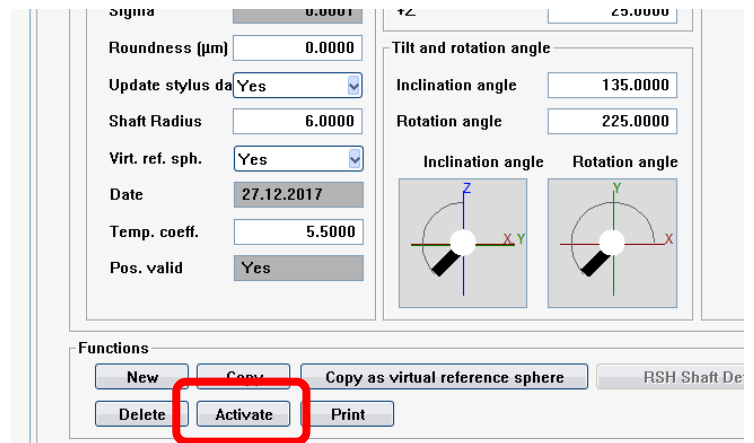 Sigma 0.0001
+Z 25.0000
Roundness (µm) 0.0000
Tilt and rotation angle
Update stylus da Yes
Inclination angle 135.0000
Shaft Radius 6.0000
Rotation angle 225.0000
Virt. ref. sph. Yes
Inclination angle Rotation angle
Date 27.12.2017
Z Y
Temp. coeff. 5.5000
X Y X
Pos. valid Yes
Functions
New Copy Copy as virtual reference sphere RSH Shaft De
Delete Activate Print